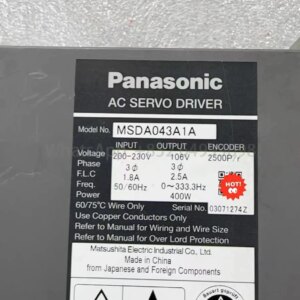 Panasonic
AC SERVO DRIVER
Model No. MSDA043A1A
INPUT OUTPUT ENCODER
Voltage 200-230V 106V 2500P/r
Phase 3ø 3ø
F.L.C 1.8A 2.5A
Freq. 50/60Hz 0~333.3Hz
Power 400W
HOT!
60/75℃ Wire Only Serial No. 03071274Z
Use Copper Conductors Only
Refer to Manual for Wiring and Wire Size
Refer to Manual for Over Lord Protection
Matsushita Electric Industrial Co., Ltd.
Made in China
from Japanese and Foreign Components